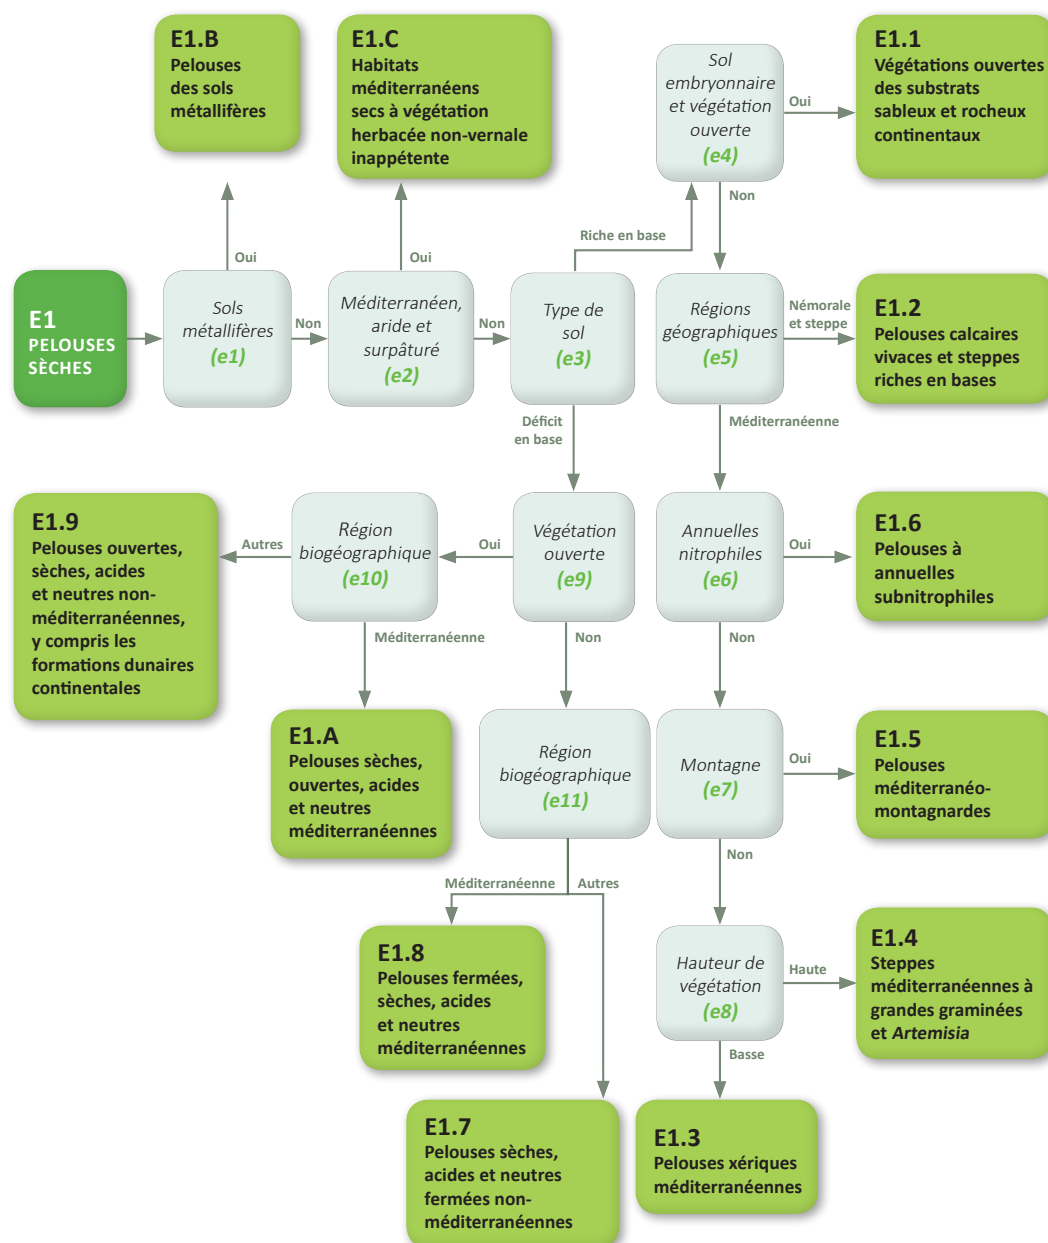 E1.B
Pelouses
des sols
métallifères
E1.C
Habitats
méditerranéens
secs à végétation
herbacée non-vernale
inappétente
Sol
embryonnaire
et végétation
ouverte
(e4)
Oui
E1.1
Végétations ouvertes
des substrats
sableux et rocheux
continentaux
Non
Riche en base
Oui
Oui
E1
PELOUSES
SÈCHES
Sols
métallifères
(e1)
Non
Méditerranéen,
aride et
surpâturé
(e2)
Non
Type de
sol
(e3)
Régions
géographiques
(e5)
Némorale
et steppe
E1.2
Pelouses calcaires
vivaces et steppes
riches en bases
Déficit
en base
Méditerranéenne
E1.9
Pelouses ouvertes,
sèches, acides
et neutres non-
méditerranéennes,
y compris les
formations dunaires
continentales
Autres
Région
biogéographique
(e10)
Oui
Végétation
ouverte
(e9)
Annuelles
nitrophiles
(e6)
Oui
E1.6
Pelouses à
annuelles
subnitrophiles
Méditerranéenne
Non
Non
E1.A
Pelouses sèches,
ouvertes, acides
et neutres
méditerranéennes
Région
biogéographique
(e11)
Montagne
(e7)
Oui
E1.5
Pelouses
méditerranéo-
montagnardes
Non
Méditerranéenne
Autres
E1.8
Pelouses fermées,
sèches, acides
et neutres
méditerranéennes
Hauteur de
végétation
(e8)
Haute
E1.4
Steppes
méditerranéennes à
grandes graminées
et Artemisia
Basse
E1.7
Pelouses sèches,
acides et neutres
fermées non-
méditerranéennes
E1.3
Pelouses xériques
méditerranéennes